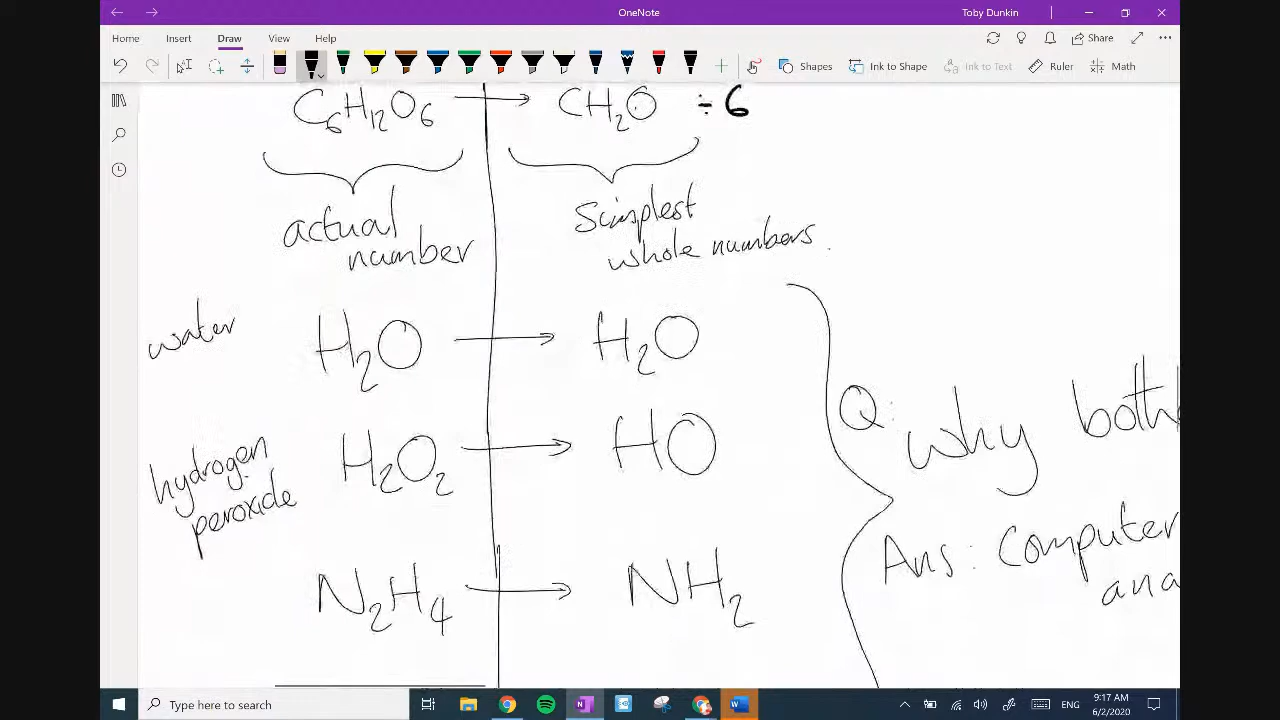 OneNote
Toby Dunkin
Home Insert Draw View Help
Share
Shapes Ink to Shape Ink to Text Ruler Math
C6H12O6 → CH2O ÷ 6
actual number
simplest whole numbers.
water H2O → H2O
hydrogen peroxide H2O2 → HO
N2H4 → NH2
Q: why
Ans: Computer
Type here to search
9:17 AM
6/2/2020